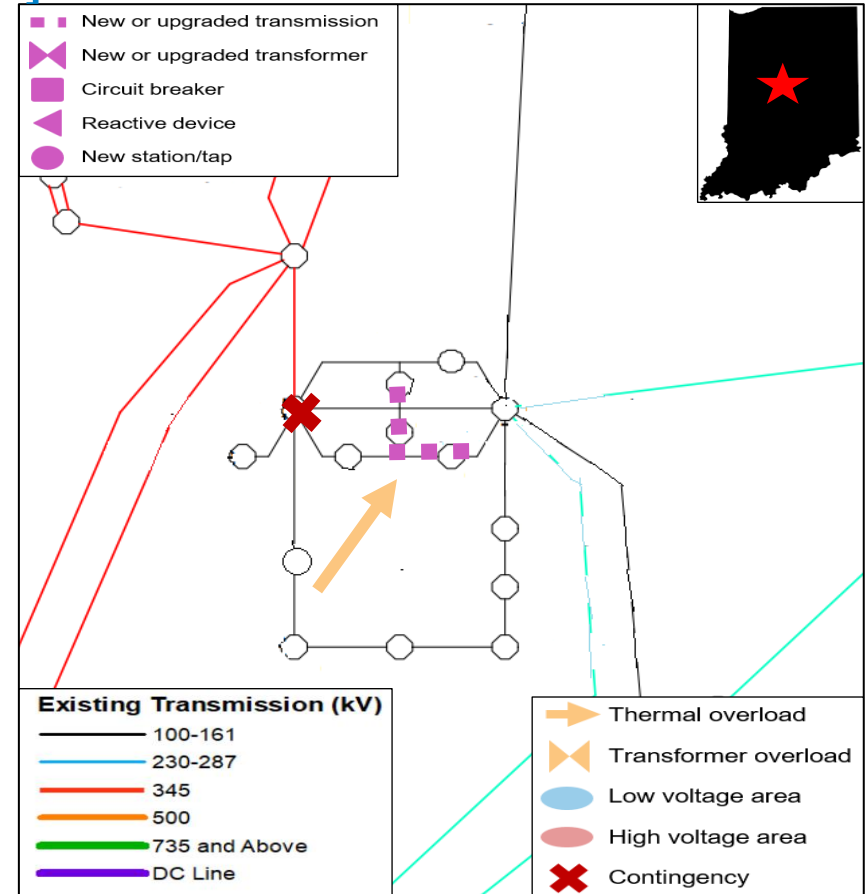 New or upgraded transmission
New or upgraded transformer
Circuit breaker
Reactive device
New station/tap
Existing Transmission (kV)
100-161
230-287
345
500
735 and Above
DC Line
Thermal overload
Transformer overload
Low voltage area
High voltage area
Contingency